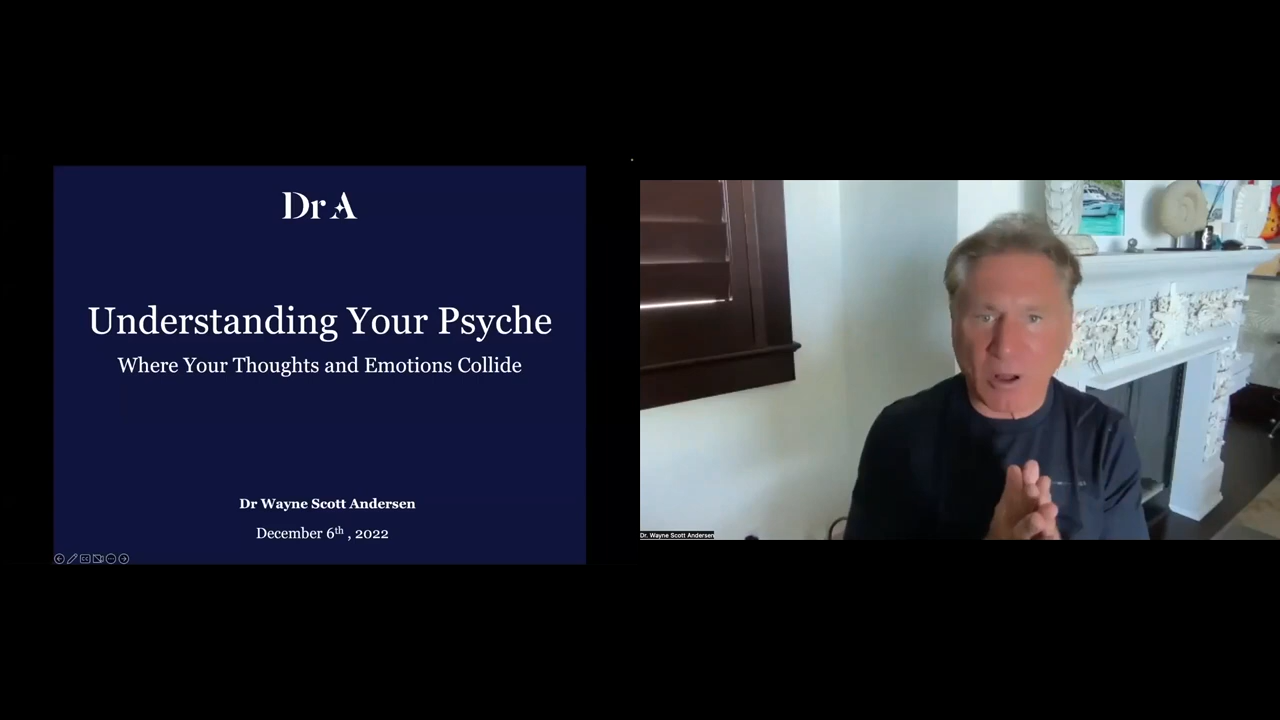 Dr A
Understanding Your Psyche
Where Your Thoughts and Emotions Collide
Dr Wayne Scott Andersen
December 6th , 2022
Dr. Wayne Scott Andersen